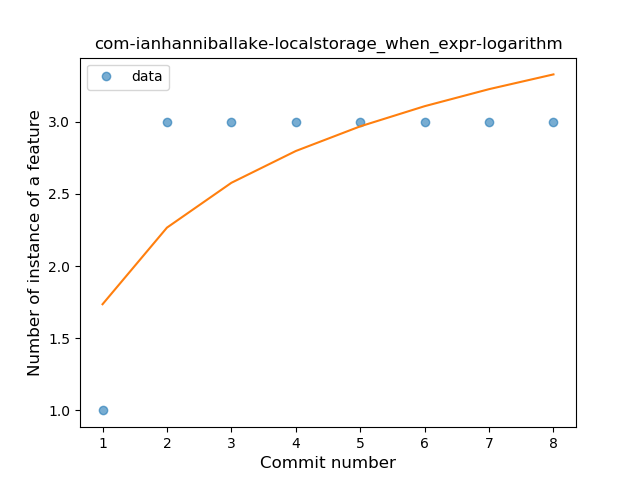 com-ianhanniballake-localstorage_when_expr-logarithm
data
Number of instance of a feature
3.0
2.5
2.0
1.5
1.0
1 2 3 4 5 6 7 8
Commit number